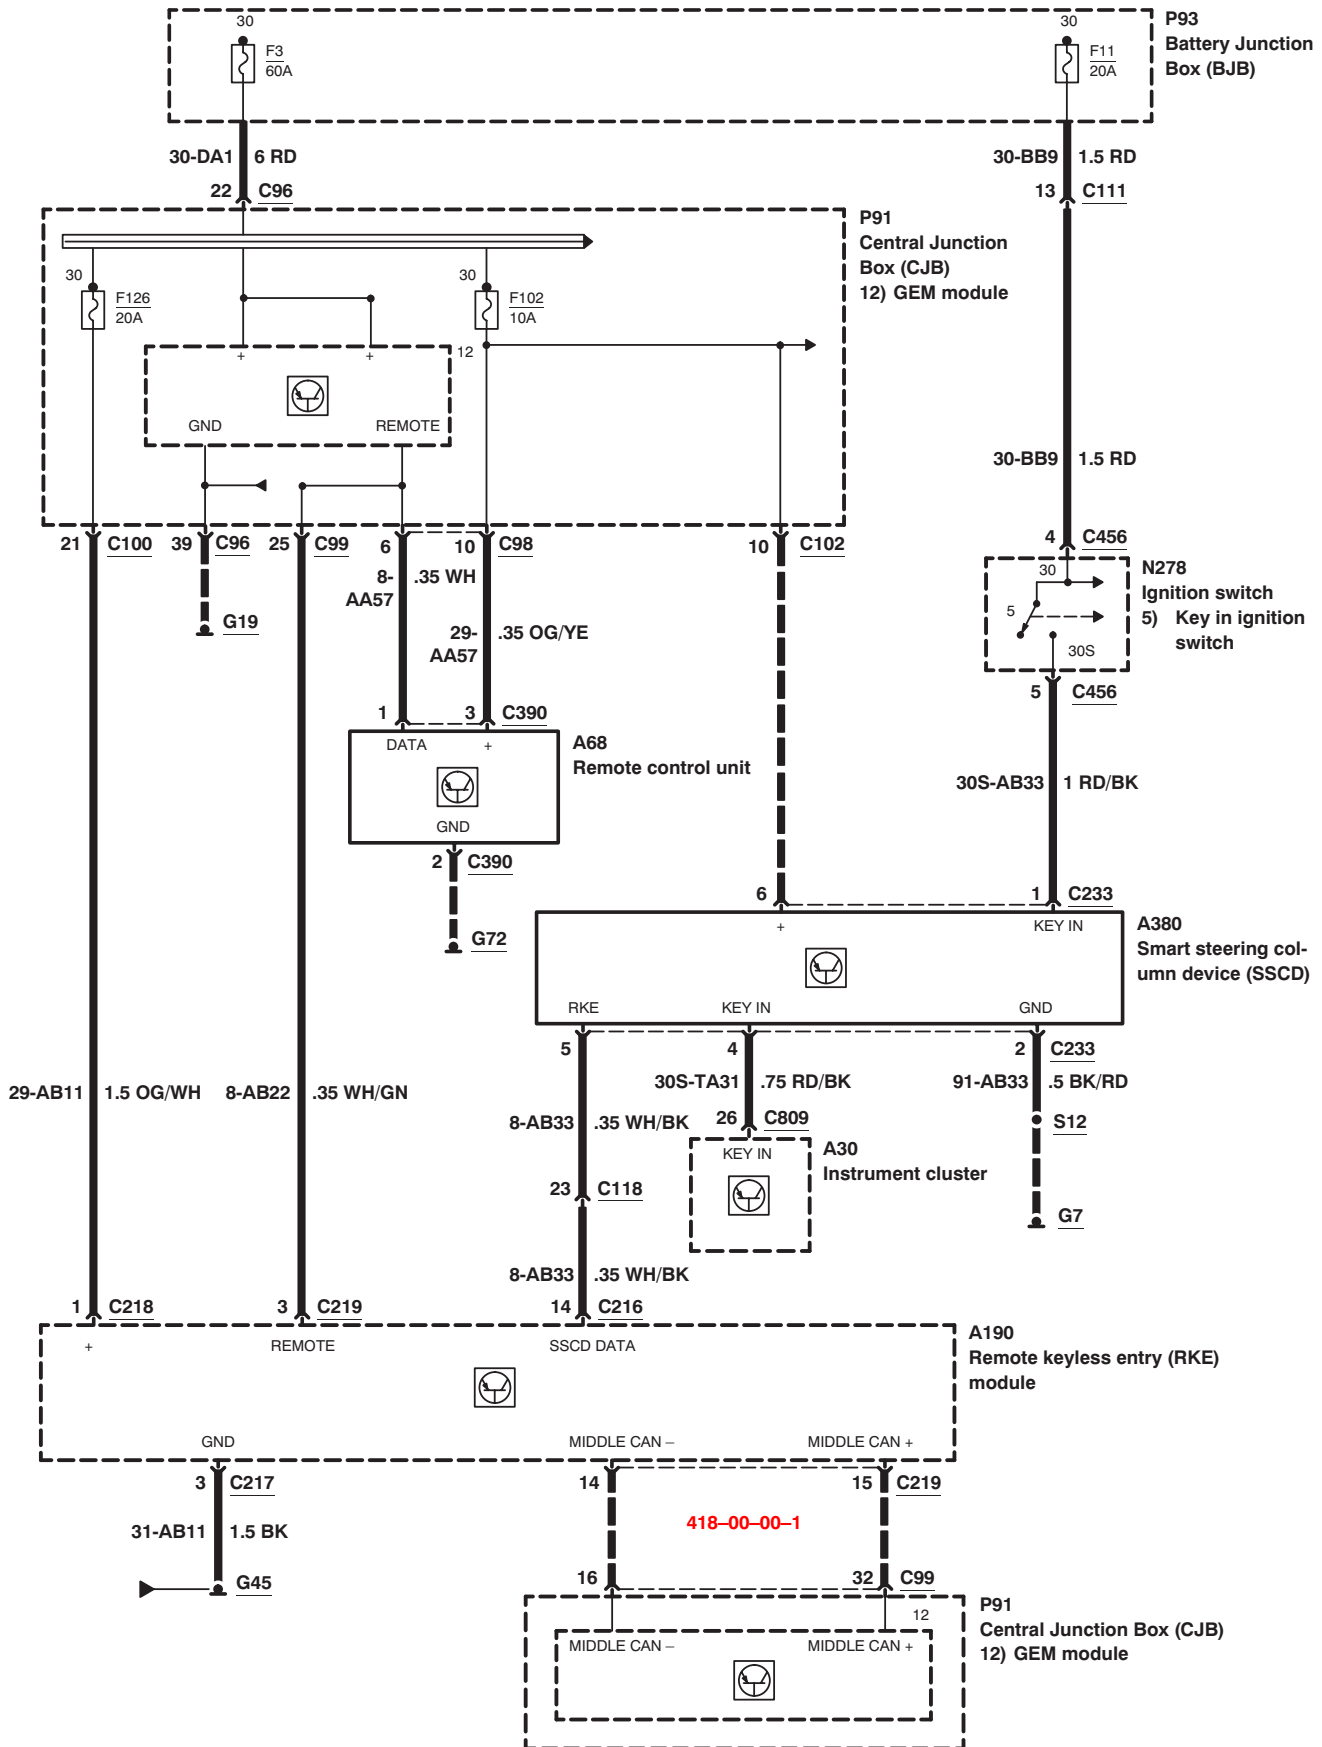 30
F3
60A
30
F11
20A
P93
Battery Junction
Box (BJB)
30-DA1 6 RD
22 C96
30-BB9 1.5 RD
13 C111
P91
Central Junction
Box (CJB)
12) GEM module
30
F126
20A
30
F102
10A
+ +
12
GND REMOTE
30-BB9 1.5 RD
21 C100 39 C96 25 C99 6 10 C98 10 C102
4 C456
8-
AA57
.35 WH
29-
AA57
.35 OG/YE
G19
30
5
30S
N278
Ignition switch
5) Key in ignition
switch
5 C456
1 3 C390
DATA +
GND
A68
Remote control unit
30S-AB33 1 RD/BK
2 C390
G72
6 1 C233
+ KEY IN
RKE KEY IN GND
A380
Smart steering col-
umn device (SSCD)
5 4 2 C233
29-AB11 1.5 OG/WH 8-AB22 .35 WH/GN
30S-TA31 .75 RD/BK
91-AB33 .5 BK/RD
8-AB33 .35 WH/BK
26 C809
S12
KEY IN
A30
Instrument cluster
23 C118
G7
8-AB33 .35 WH/BK
1 C218 3 C219 14 C216
+ REMOTE SSCD DATA
A190
Remote keyless entry (RKE)
module
GND MIDDLE CAN – MIDDLE CAN +
3 C217 14 15 C219
31-AB11 1.5 BK
418–00–00–1
G45
16 32 C99
12
MIDDLE CAN – MIDDLE CAN +
P91
Central Junction Box (CJB)
12) GEM module